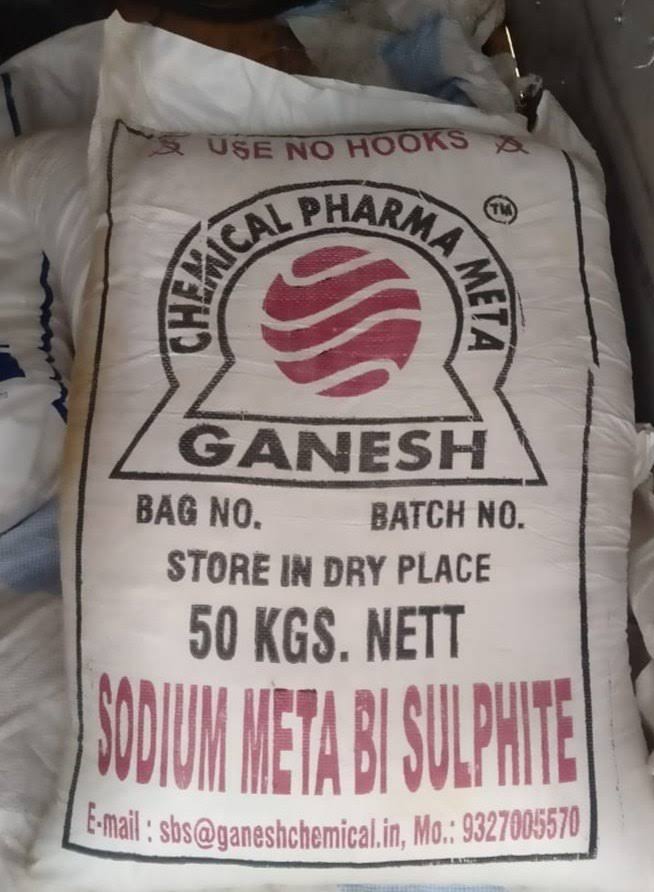 USE NO HOOKS
CHEMICAL PHARMA META
TM
GANESH
BAG NO. BATCH NO.
STORE IN DRY PLACE
50 KGS. NETT
SODIUM META BI SULPHITE
E-mail : sbs@ganeshchemical.in, Mo.: 9327005570